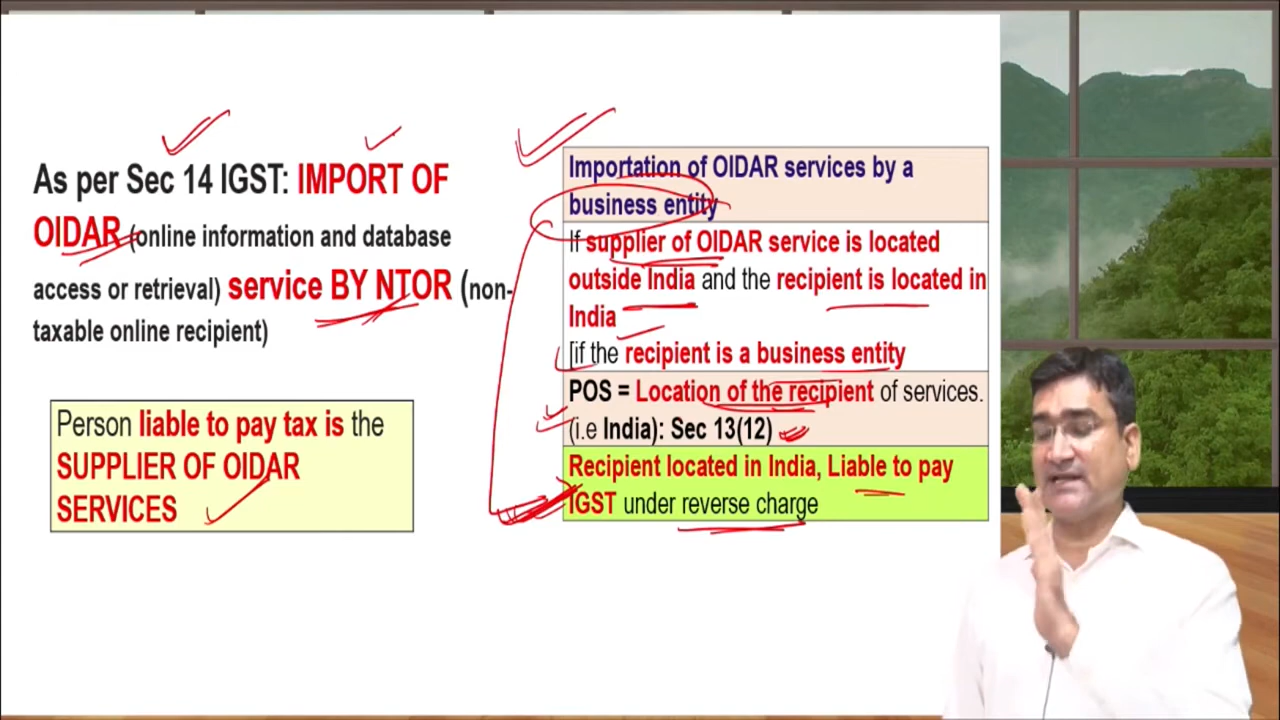 As per Sec 14 IGST: IMPORT OF
OIDAR (online information and database
access or retrieval) service BY NTOR (non-
taxable online recipient)
Person liable to pay tax is the
SUPPLIER OF OIDAR
SERVICES
Importation of OIDAR services by a
business entity
If supplier of OIDAR service is located
outside India and the recipient is located in
India
[if the recipient is a business entity
POS = Location of the recipient of services.
(i.e India): Sec 13(12)
Recipient located in India, Liable to pay
IGST under reverse charge